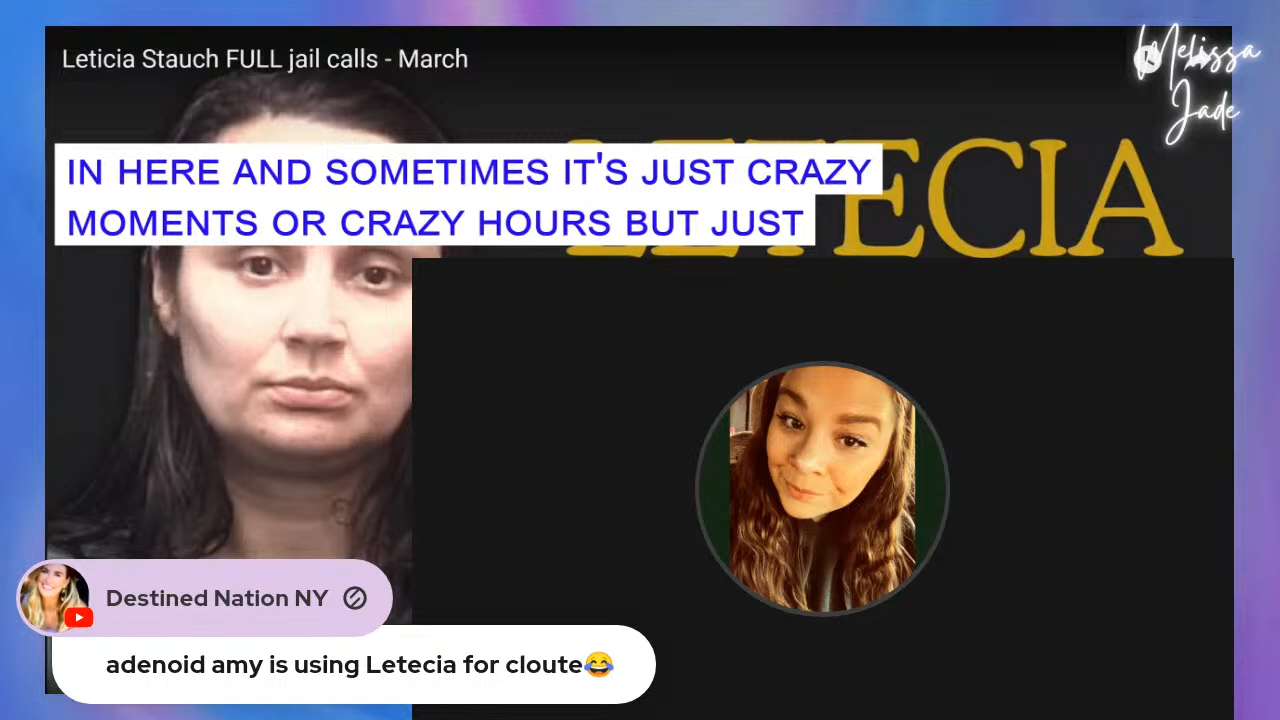 Leticia Stauch FULL jail calls - March
Melissa
Jade
IN HERE AND SOMETIMES IT'S JUST CRAZY
MOMENTS OR CRAZY HOURS BUT JUST
LETECIA
Destined Nation NY
adenoid amy is using Letecia for cloute😂